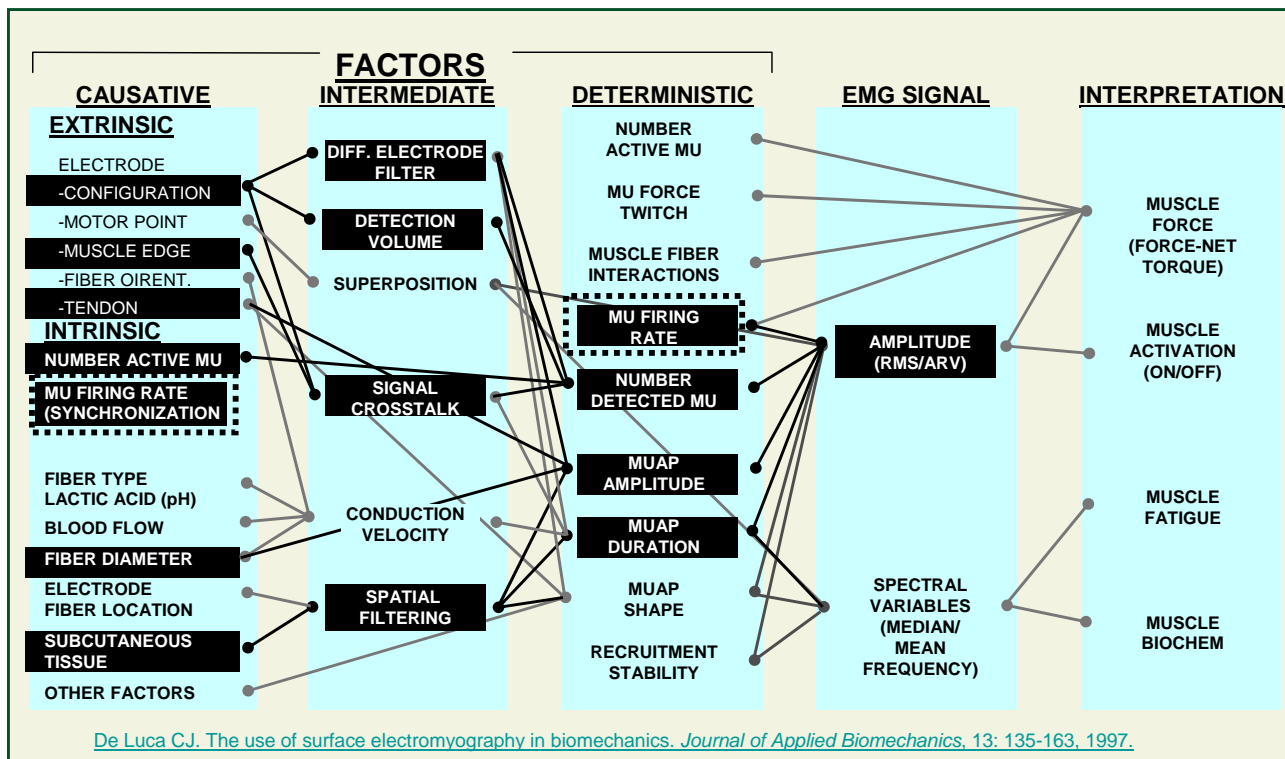 FACTORS
CAUSATIVE
INTERMEDIATE
DETERMINISTIC
EMG SIGNAL
INTERPRETATION
EXTRINSIC
ELECTRODE
-CONFIGURATION
-MOTOR POINT
-MUSCLE EDGE
-FIBER OIRENT.
-TENDON
INTRINSIC
NUMBER ACTIVE MU
MU FIRING RATE
(SYNCHRONIZATION
FIBER TYPE
LACTIC ACID (pH)
BLOOD FLOW
FIBER DIAMETER
ELECTRODE
FIBER LOCATION
SUBCUTANEOUS
TISSUE
OTHER FACTORS
DIFF. ELECTRODE
FILTER
DETECTION
VOLUME
SUPERPOSITION
SIGNAL
CROSSTALK
CONDUCTION
VELOCITY
SPATIAL
FILTERING
NUMBER
ACTIVE MU
MU FORCE
TWITCH
MUSCLE FIBER
INTERACTIONS
MU FIRING
RATE
NUMBER
DETECTED MU
MUAP
AMPLITUDE
MUAP
DURATION
MUAP
SHAPE
RECRUITMENT
STABILITY
AMPLITUDE
(RMS/ARV)
SPECTRAL
VARIABLES
(MEDIAN/
MEAN
FREQUENCY)
MUSCLE
FORCE
(FORCE-NET
TORQUE)
MUSCLE
ACTIVATION
(ON/OFF)
MUSCLE
FATIGUE
MUSCLE
BIOCHEM
De Luca CJ. The use of surface electromyography in biomechanics. Journal of Applied Biomechanics, 13: 135-163, 1997.